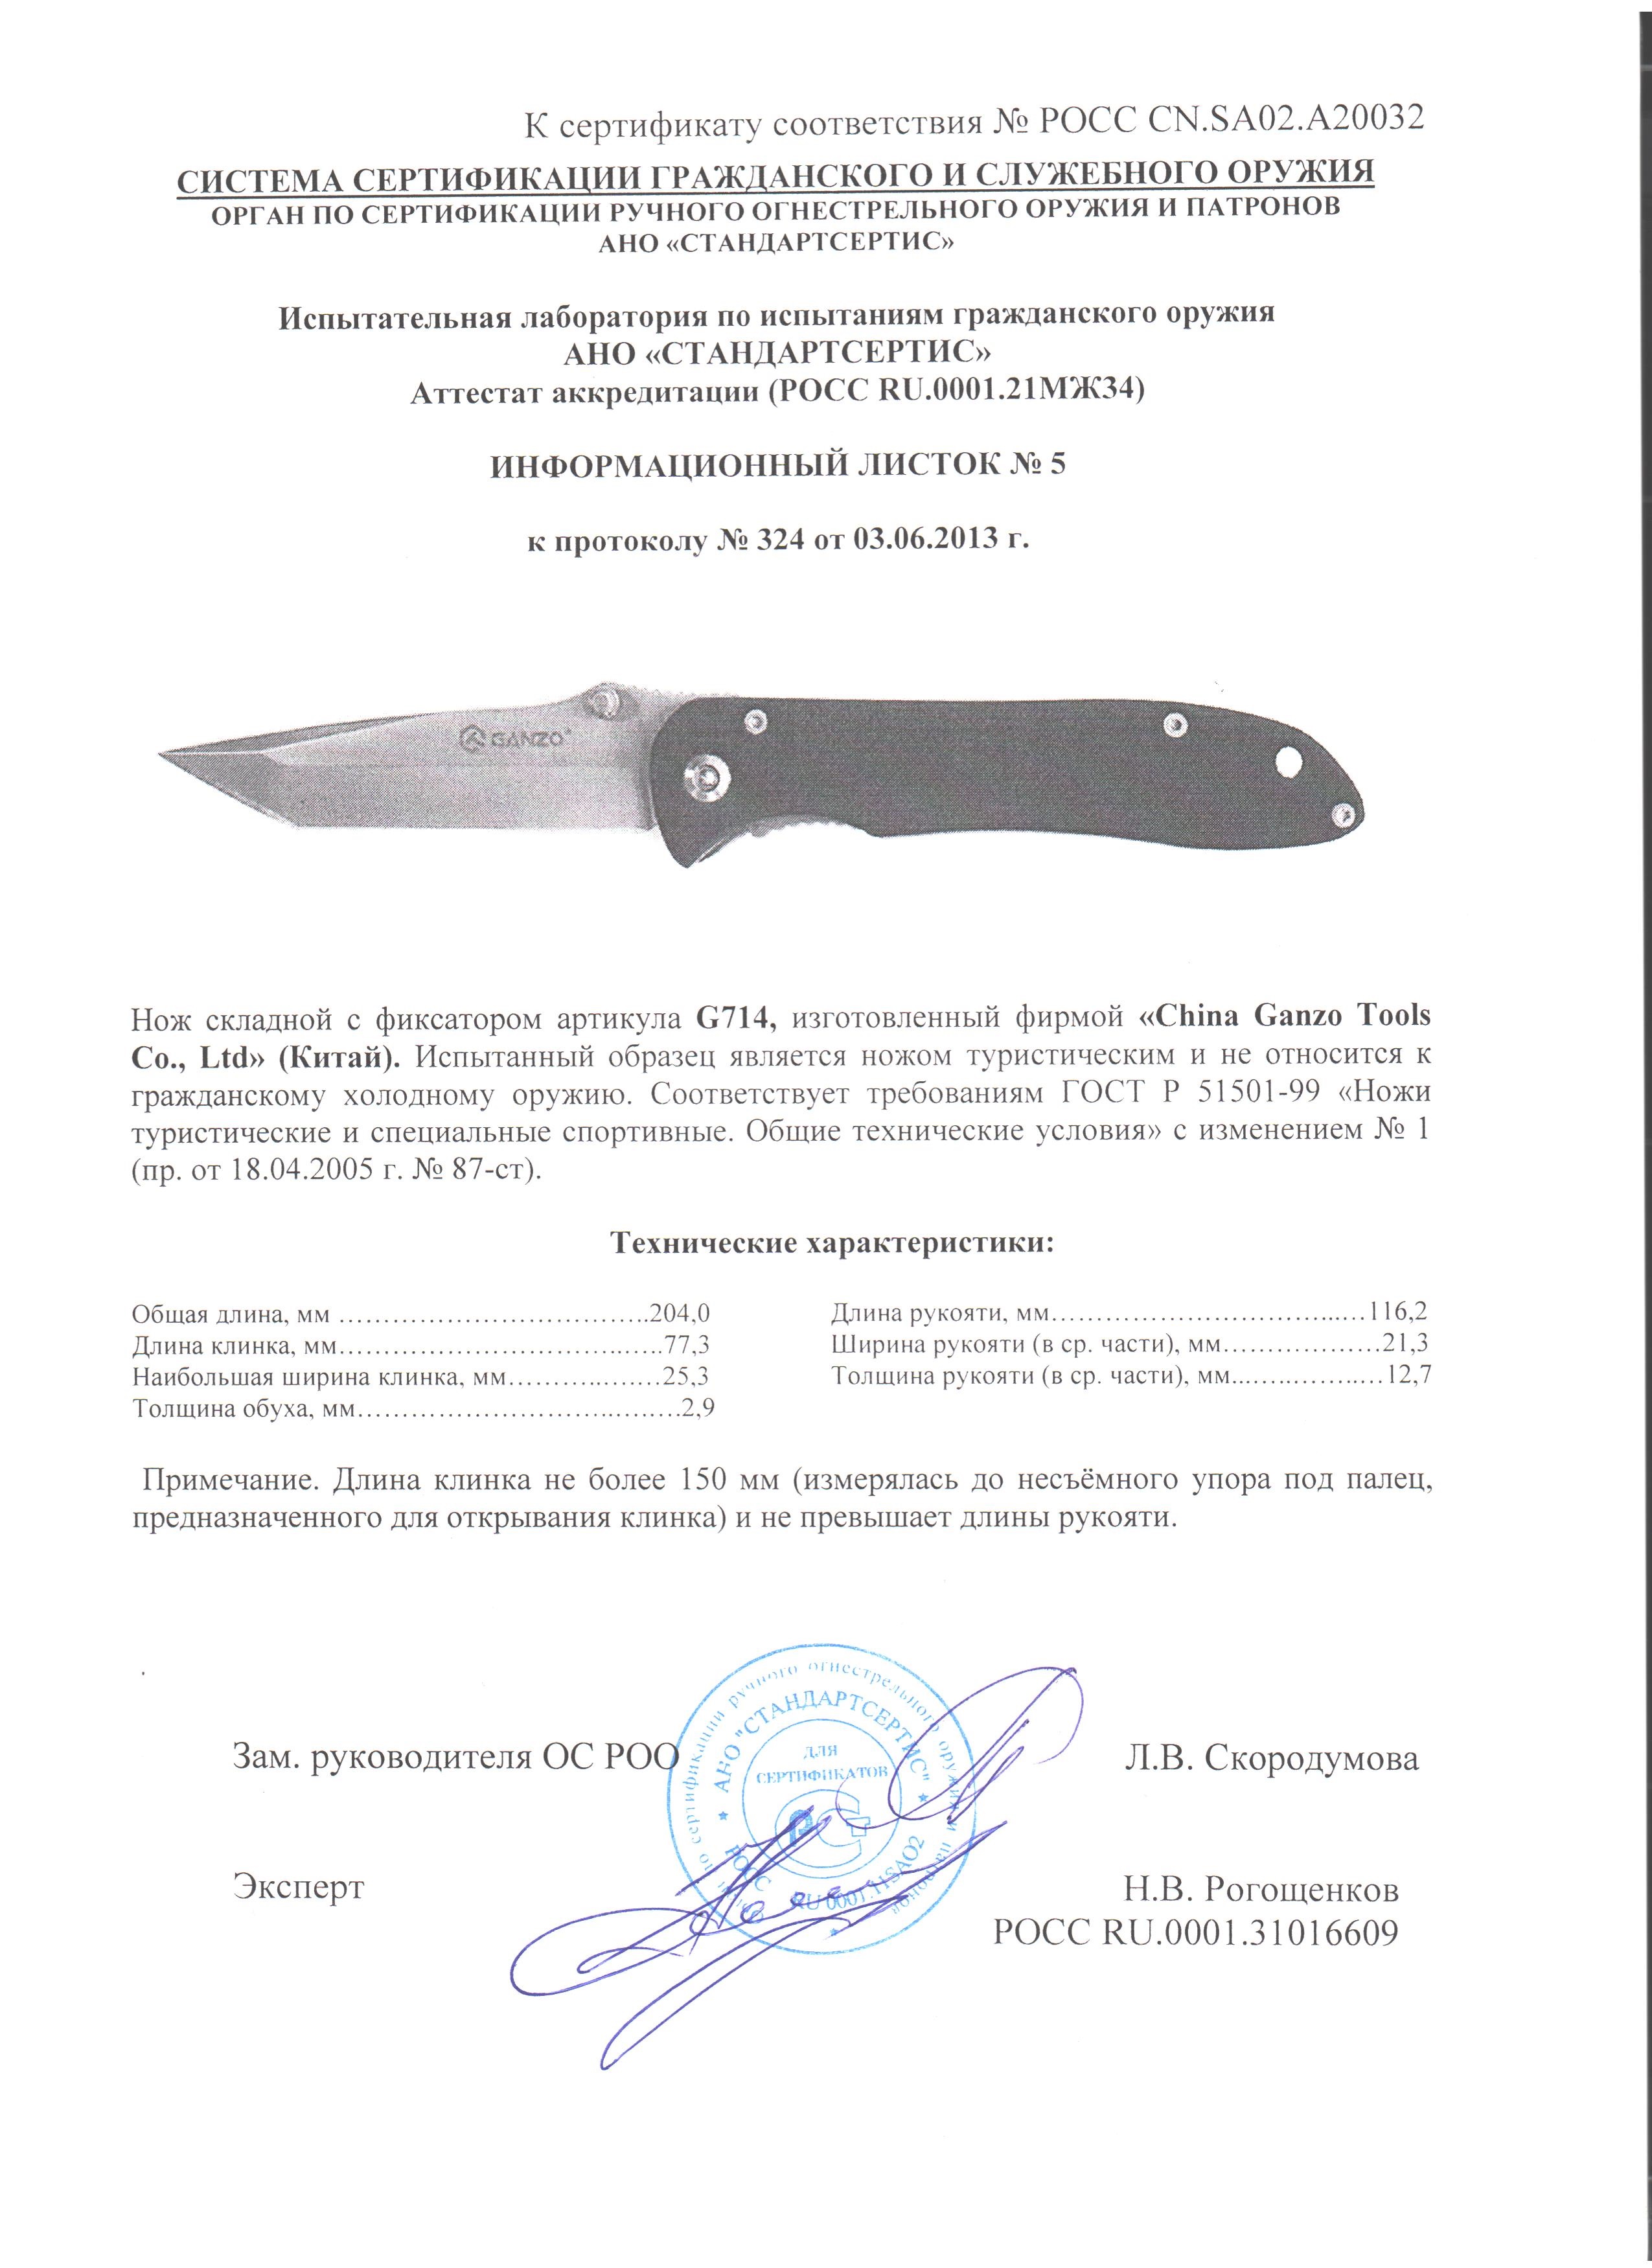 К сертификату соответствия № РОСС CN.SA02.A20032
СИСТЕМА СЕРТИФИКАЦИИ ГРАЖДАНСКОГО И СЛУЖЕБНОГО ОРУЖИЯ
ОРГАН ПО СЕРТИФИКАЦИИ РУЧНОГО ОГНЕСТРЕЛЬНОГО ОРУЖИЯ И ПАТРОНОВ
АНО «СТАНДАРТСЕРТИС»
Испытательная лаборатория по испытаниям гражданского оружия
АНО «СТАНДАРТСЕРТИС»
Аттестат аккредитации (РОСС RU.0001.21МЖ34)
ИНФОРМАЦИОННЫЙ ЛИСТОК № 5
к протоколу № 324 от 03.06.2013 г.
GANZO
Нож складной с фиксатором артикула G714, изготовленный фирмой «China Ganzo Tools
Co., Ltd» (Китай). Испытанный образец является ножом туристическим и не относится к
гражданскому холодному оружию. Соответствует требованиям ГОСТ Р 51501-99 «Ножи
туристические и специальные спортивные. Общие технические условия» с изменением № 1
(пр. от 18.04.2005 г. № 87-ст).
Технические характеристики:
Общая длина, мм ……………………………..204,0
Длина клинка, мм…………………………..…..77,3
Наибольшая ширина клинка, мм………..….…25,3
Толщина обуха, мм……………………….………2,9
Длина рукояти, мм…………………………...…116,2
Ширина рукояти (в ср. части), мм………………21,3
Толщина рукояти (в ср. части), мм...………..…12,7
Примечание. Длина клинка не более 150 мм (измерялась до несъёмного упора под палец,
предназначенного для открывания клинка) и не превышает длины рукояти.
Зам. руководителя ОС РОО
Л.В. Скородумова
Эксперт
Н.В. Рогощенков
РОСС RU.0001.31016609
Орган по сертификации ручного огнестрельного оружия и патронов
АНО "СТАНДАРТСЕРТИС"
РОСС RU 0001.11SA02
ДЛЯ
СЕРТИФИКАТОВ